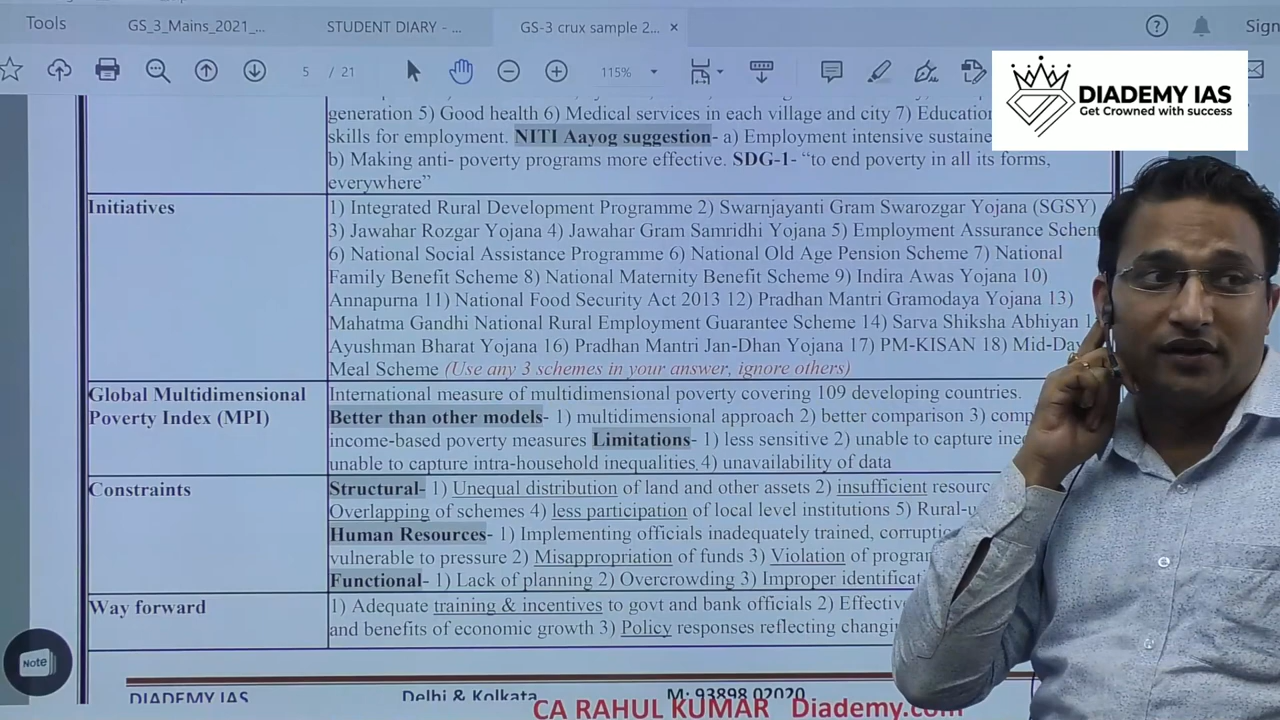 Tools
GS_3_Mains_2021_...
STUDENT DIARY - ...
GS-3 crux sample 2... ×
Sign
5 / 21
115%
DIADEMY IAS
Get Crowned with success
generation 5) Good health 6) Medical services in each village and city 7) Education
skills for employment. NITI Aayog suggestion- a) Employment intensive sustained
b) Making anti- poverty programs more effective. SDG-1- “to end poverty in all its forms,
everywhere”
Initiatives
1) Integrated Rural Development Programme 2) Swarnjayanti Gram Swarozgar Yojana (SGSY)
3) Jawahar Rozgar Yojana 4) Jawahar Gram Samridhi Yojana 5) Employment Assurance Schem
6) National Social Assistance Programme 6) National Old Age Pension Scheme 7) National
Family Benefit Scheme 8) National Maternity Benefit Scheme 9) Indira Awas Yojana 10)
Annapurna 11) National Food Security Act 2013 12) Pradhan Mantri Gramodaya Yojana 13)
Mahatma Gandhi National Rural Employment Guarantee Scheme 14) Sarva Shiksha Abhiyan
Ayushman Bharat Yojana 16) Pradhan Mantri Jan-Dhan Yojana 17) PM-KISAN 18) Mid-Day
Meal Scheme (Use any 3 schemes in your answer, ignore others)
Global Multidimensional
Poverty Index (MPI)
International measure of multidimensional poverty covering 109 developing countries.
Better than other models- 1) multidimensional approach 2) better comparison 3) comp
income-based poverty measures Limitations- 1) less sensitive 2) unable to capture ine
unable to capture intra-household inequalities 4) unavailability of data
Constraints
Structural- 1) Unequal distribution of land and other assets 2) insufficient resourc
Overlapping of schemes 4) less participation of local level institutions 5) Rural-u
Human Resources- 1) Implementing officials inadequately trained, corrupti
vulnerable to pressure 2) Misappropriation of funds 3) Violation of progra
Functional- 1) Lack of planning 2) Overcrowding 3) Improper identificati
Way forward
1) Adequate training & incentives to govt and bank officials 2) Effective
and benefits of economic growth 3) Policy responses reflecting changi
Note
DIADEMY IAS Delhi & Kolkata M: 93898 02020
CA RAHUL KUMAR Diademy.com